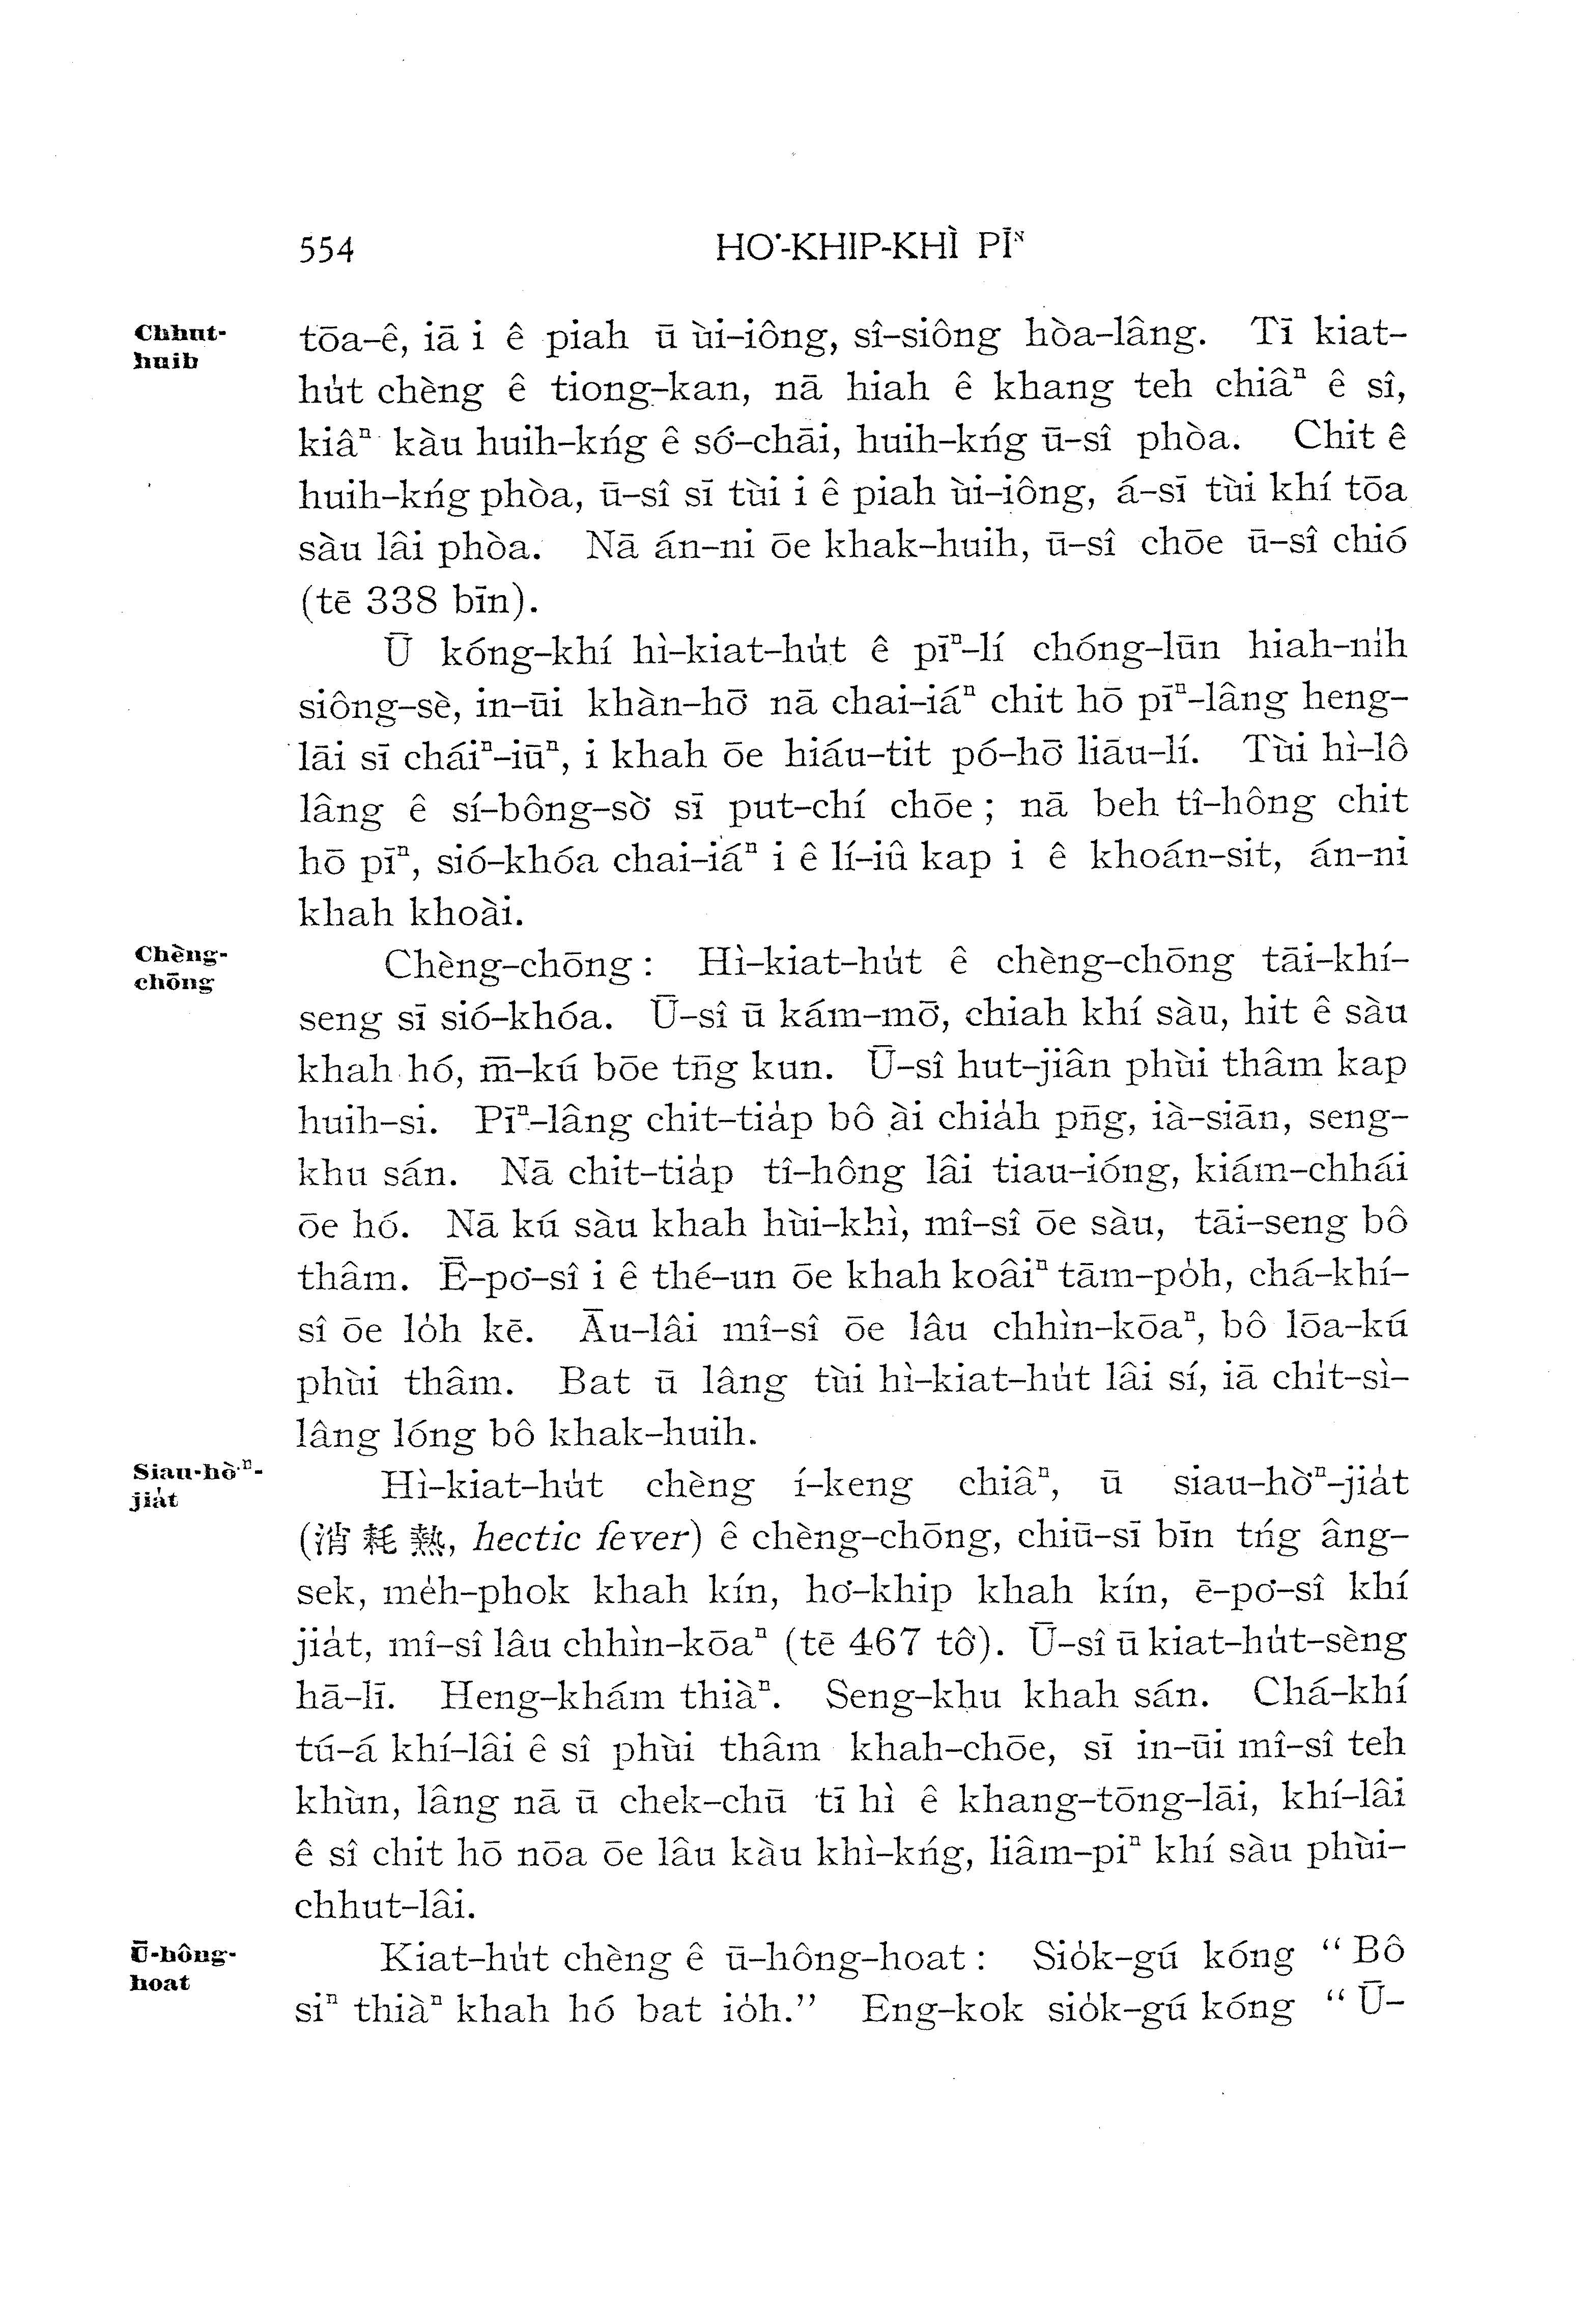 554 HO͘-KHIP-KHÌ PĪⁿ
Chhut-
huih
tōa-ê, iā i ê piah ū ùi-iông, sî-siông hòa-lâng. Tī kiat-
hu̍t chèng ê tiong-kan, nā hiah ê khang teh chiâⁿ ê sî,
kiâⁿ kàu huih-kńg ê só͘-chāi, huih-kńg ū-sî phòa. Chit ê
huih-kńg phòa, ū-sî sī tùi i ê piah ùi-iông, á-sī tùi khí tōa
sàu lâi phòa. Nā án-ni ōe khak-huih, ū-sî chōe ū-sî chió
(tē 338 bīn).
Ū kóng-khí hì-kiat-hu̍t ê pīⁿ-lí chóng-lūn hiah-ni̍h
siông-sè, in-ūi khàn-hō͘ nā chai-iáⁿ chit hō pīⁿ-lâng heng-
lāi sī cháiⁿ-iūⁿ, i khah ōe hiáu-tit pó-hō͘ liāu-lí. Tùi hì-lô
lâng ê sí-bông-sò͘ sī put-chí chōe; nā beh tî-hông chit
hō pīⁿ, sió-khóa chai-iáⁿ i ê lí-iû kap i ê khoán-sit, án-ni
khah khoài.
Chèng-
chōng
Chèng-chōng: Hì-kiat-hu̍t ê chèng-chōng tāi-khí-
seng sī sió-khóa. Ū-sî ū kám-mō͘, chiah khí sàu, hit ê sàu
khah hó, m̄-kú bōe tn̄g kun. Ū-sî hut-jiân phùi thâm kap
huih-si. Pīⁿ-lâng chit-tia̍p bô ài chia̍h pn̄g, ià-siān, seng-
khu sán. Nā chit-tia̍p tî-hông lâi tiau-ióng, kiám-chhái
ōe hó. Nā kú sàu khah hùi-khì, mî-sî ōe sàu, tāi-seng bô
thâm. Ē-po͘-sî i ê thé-un ōe khah koâiⁿ tām-po̍h, chá-khí-
sî ōe lo̍h kē. Āu-lâi mî-sî ōe lâu chhìn-kōaⁿ, bô lōa-kú
phùi thâm. Bat ū lâng tùi hì-kiat-hu̍t lâi sí, iā chi̍t-sì-
lâng lóng bô khak-huih.
Siau-hò͘ⁿ-
jia̍t
Hì-kiat-hu̍t chèng í-keng chiâⁿ, ū siau-hò͘ⁿ-jia̍t
(消耗熱, hectic fever) ê chèng-chōng, chiū-sī bīn tńg âng-
sek, me̍h-phok khah kín, ho͘-khip khah kín, ē-po͘-sî khí
jia̍t, mî-sî lâu chhìn-kōaⁿ (tē 467 tô͘). Ū-sî ū kiat-hu̍t-sèng
hā-lī. Heng-khám thiàⁿ. Seng-khu khah sán. Chá-khí
tú-á khí-lâi ê sî phùi thâm khah-chōe, sī in-ūi mî-sî teh
khùn, lâng nā ū chek-chū tī hì ê khang-tōng-lāi, khí-lâi
ê sî chit hō nōa ōe lâu kàu khì-kńg, liâm-piⁿ khí sàu phùi-
chhut-lâi.
Ū-hông-
hoat
Kiat-hu̍t chèng ê ū-hông-hoat: Sio̍k-gú kóng “Bô
siⁿ thiàⁿ khah hó bat io̍h.” Eng-kok sio̍k-gú kóng “Ū-